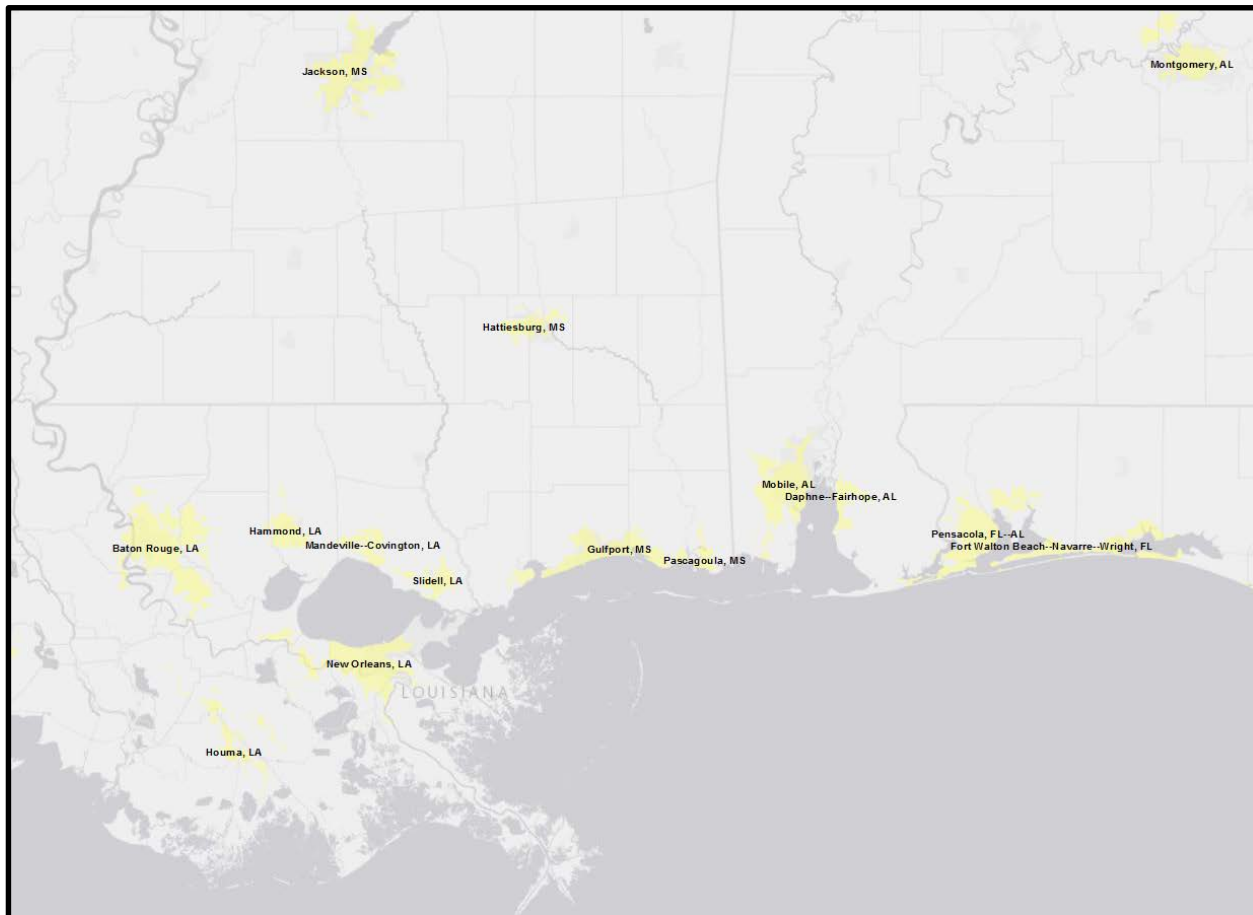 Jackson, MS
Montgomery, AL
Hattiesburg, MS
Mobile, AL
Daphne--Fairhope, AL
Hammond, LA
Mandeville--Covington, LA
Baton Rouge, LA
Gulfport, MS
Pascagoula, MS
Pensacola, FL--AL
Fort Walton Beach--Navarre--Wright, FL
Slidell, LA
New Orleans, LA
LOUISIANA
Houma, LA